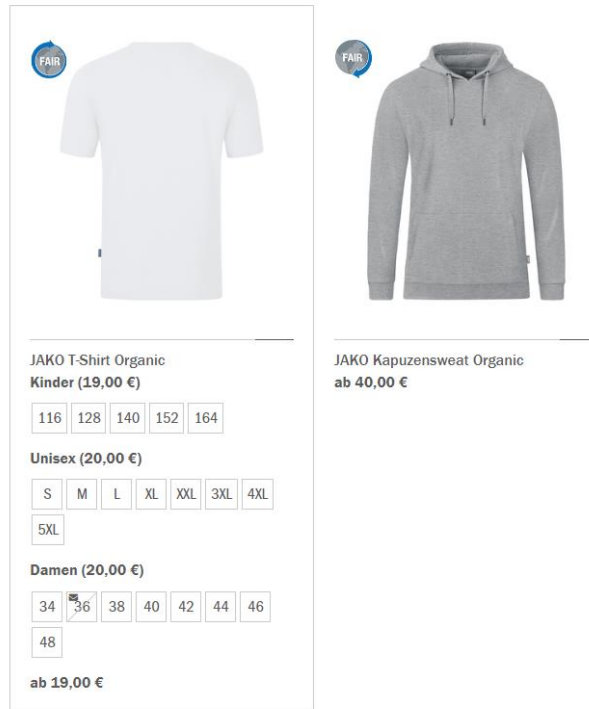 FAIR
JAKO T-Shirt Organic
Kinder (19,00 €)
116 128 140 152 164
Unisex (20,00 €)
S M L XL XXL 3XL 4XL
5XL
Damen (20,00 €)
34 36 38 40 42 44 46
48
ab 19,00 €
FAIR
JAKO Kapuzensweat Organic
ab 40,00 €